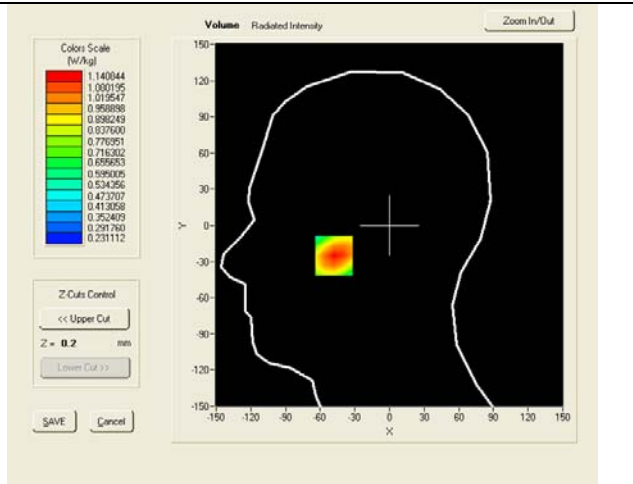 Volume Radiated Intensity
Zoom In/Out
Colors Scale
(W/kg)
1.140844
1.080195
1.019547
0.958898
0.898249
0.837600
0.776951
0.716302
0.655653
0.595005
0.534356
0.473707
0.413058
0.352409
0.291760
0.231112
Z-Cuts Control
<< Upper Cut
Z = 0.2 mm
Lower Cut >>
SAVE Cancel
150
120
90
60
30
0
-30
-60
-90
-120
-150
Y
-150 -120 -90 -60 -30 0 30 60 90 120 150
X